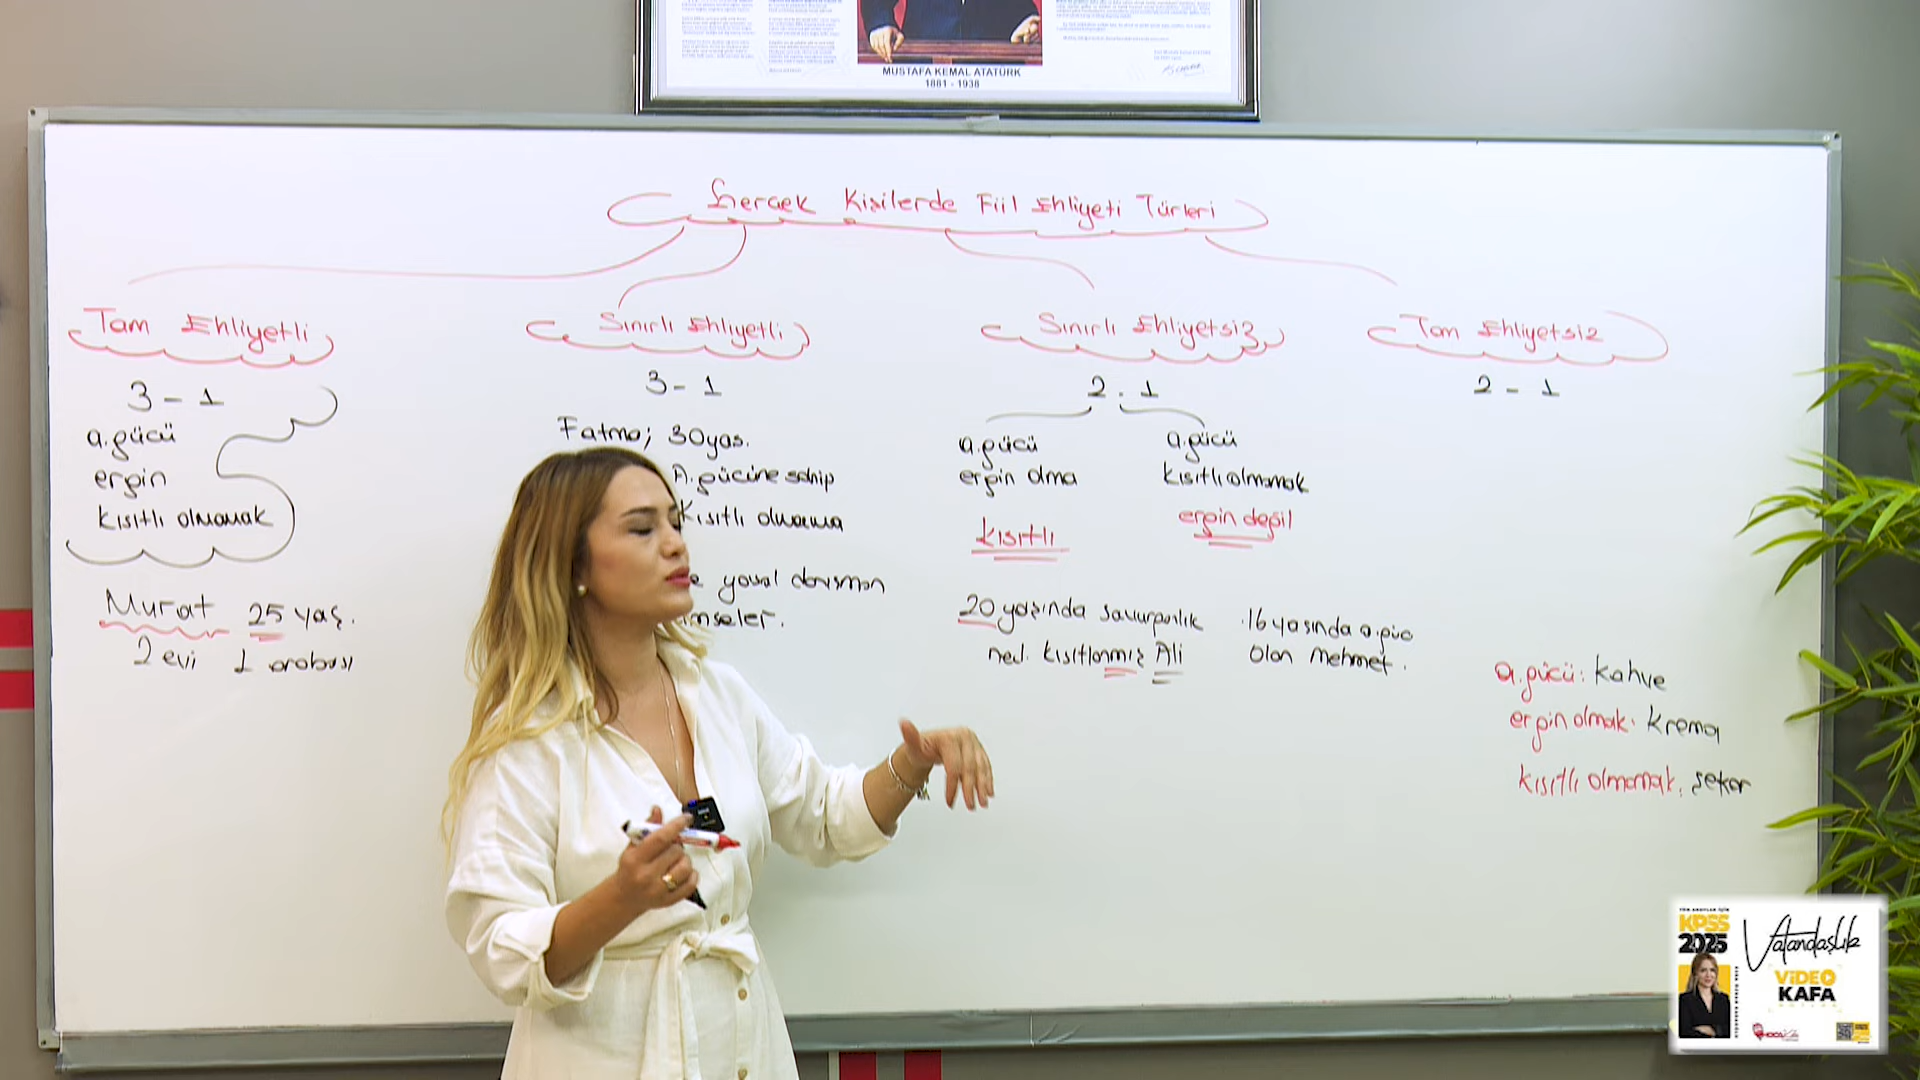 MUSTAFA KEMAL ATATÜRK
1881 - 1938
Gerçek Kişilerde Fiil Ehliyeti Türleri
Tam Ehliyetli
3 - 1
a.gücü
ergin
kısıtlı olmamak
Murat 25 yaş.
2 evi 1 arabası
Sınırlı Ehliyetli
3 - 1
Fatma; 30 yaş.
A.gücüne sahip
Kısıtlı olmama
yasal danışman
Sınırlı Ehliyetsiz
2 . 1
a.gücü
ergin olma
kısıtlı
20 yaşında savurganlık
ned. kısıtlanmış Ali
a.gücü
kısıtlı olmamak
ergin değil
16 yaşında a.güc
olan Mehmet.
Tam Ehliyetsiz
2 - 1
a.gücü: kahve
ergin olmak: krema
kısıtlı olmamak: şeker
KPSS
2025
Vatandaşlık
VİDEO
KAFA